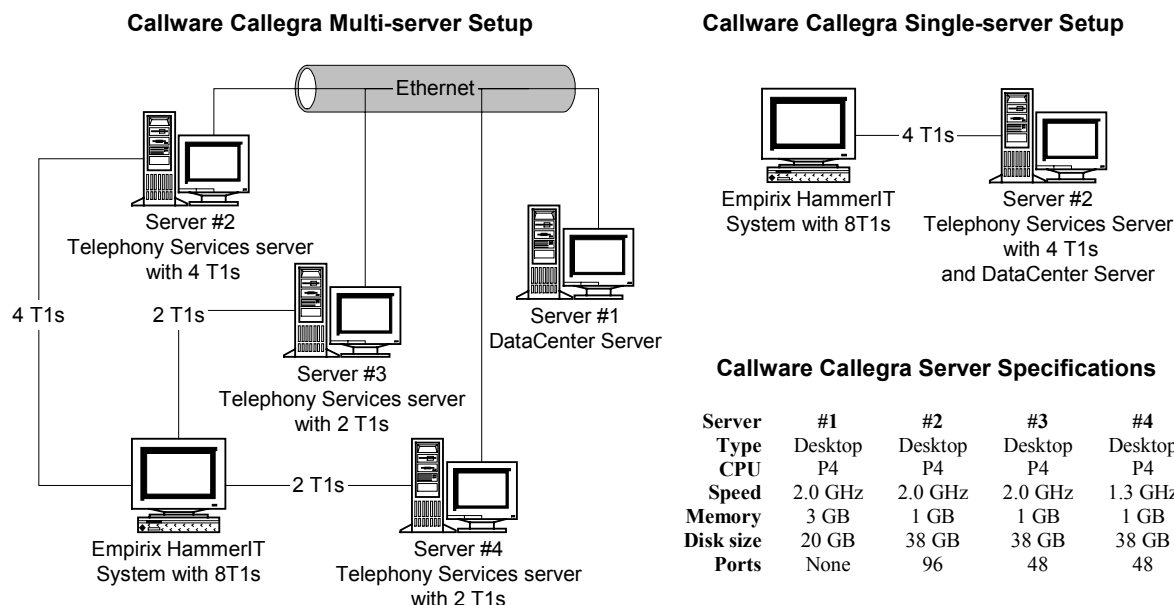 Callware Callegra Multi-server Setup
Ethernet
Server #2
Telephony Services server
with 4 T1s
Server #1
DataCenter Server
4 T1s
2 T1s
Server #3
Telephony Services server
with 2 T1s
2 T1s
Empirix HammerIT
System with 8T1s
Server #4
Telephony Services server
with 2 T1s
Callware Callegra Single-server Setup
4 T1s
Empirix HammerIT
System with 8T1s
Server #2
Telephony Services Server
with 4 T1s
and DataCenter Server
Callware Callegra Server Specifications
Server #1 #2 #3 #4
Type Desktop Desktop Desktop Desktop
CPU P4 P4 P4 P4
Speed 2.0 GHz 2.0 GHz 2.0 GHz 1.3 GHz
Memory 3 GB 1 GB 1 GB 1 GB
Disk size 20 GB 38 GB 38 GB 38 GB
Ports None 96 48 48